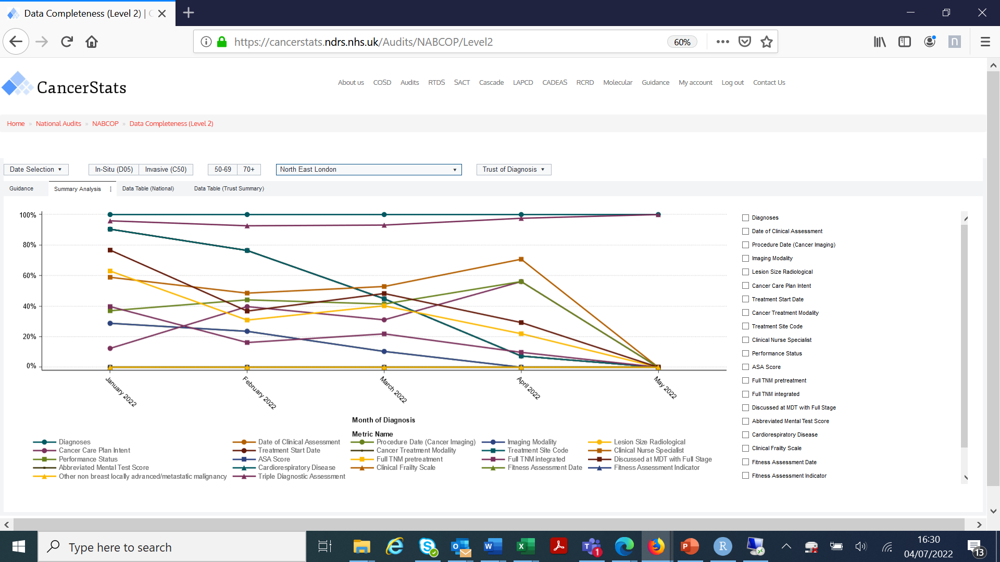 Data Completeness (Level 2) |
https://cancerstats.ndrs.nhs.uk/Audits/NABCOP/Level2
60%
n
CancerStats
About us COSD Audits RTDS SACT Cascade LAPCD CADEAS RCRD Molecular Guidance My account Log out Contact Us
Home » National Audits » NABCOP » Data Completeness (Level 2)
Date Selection In-Situ (D05) Invasive (C50) 50-69 70+ North East London Trust of Diagnosis
Guidance Summary Analysis Data Table (National) Data Table (Trust Summary)
100%
80%
60%
40%
20%
0%
January 2022
February 2022
March 2022
April 2022
May 2022
Month of Diagnosis
Metric Name
Diagnoses Date of Clinical Assessment Procedure Date (Cancer Imaging) Imaging Modality Lesion Size Radiological
Cancer Care Plan Intent Treatment Start Date Cancer Treatment Modality Treatment Site Code Clinical Nurse Specialist
Performance Status ASA Score Full TNM pretreatment Full TNM integrated Discussed at MDT with Full Stage
Abbreviated Mental Test Score Cardiorespiratory Disease Clinical Frailty Scale Fitness Assessment Date Fitness Assessment Indicator
Other non breast locally advanced/metastatic malignancy Triple Diagnostic Assessment
Diagnoses
Date of Clinical Assessment
Procedure Date (Cancer Imaging)
Imaging Modality
Lesion Size Radiological
Cancer Care Plan Intent
Treatment Start Date
Cancer Treatment Modality
Treatment Site Code
Clinical Nurse Specialist
Performance Status
ASA Score
Full TNM pretreatment
Full TNM integrated
Discussed at MDT with Full Stage
Abbreviated Mental Test Score
Cardiorespiratory Disease
Clinical Frailty Scale
Fitness Assessment Date
Fitness Assessment Indicator
Type here to search
16:30
04/07/2022
13